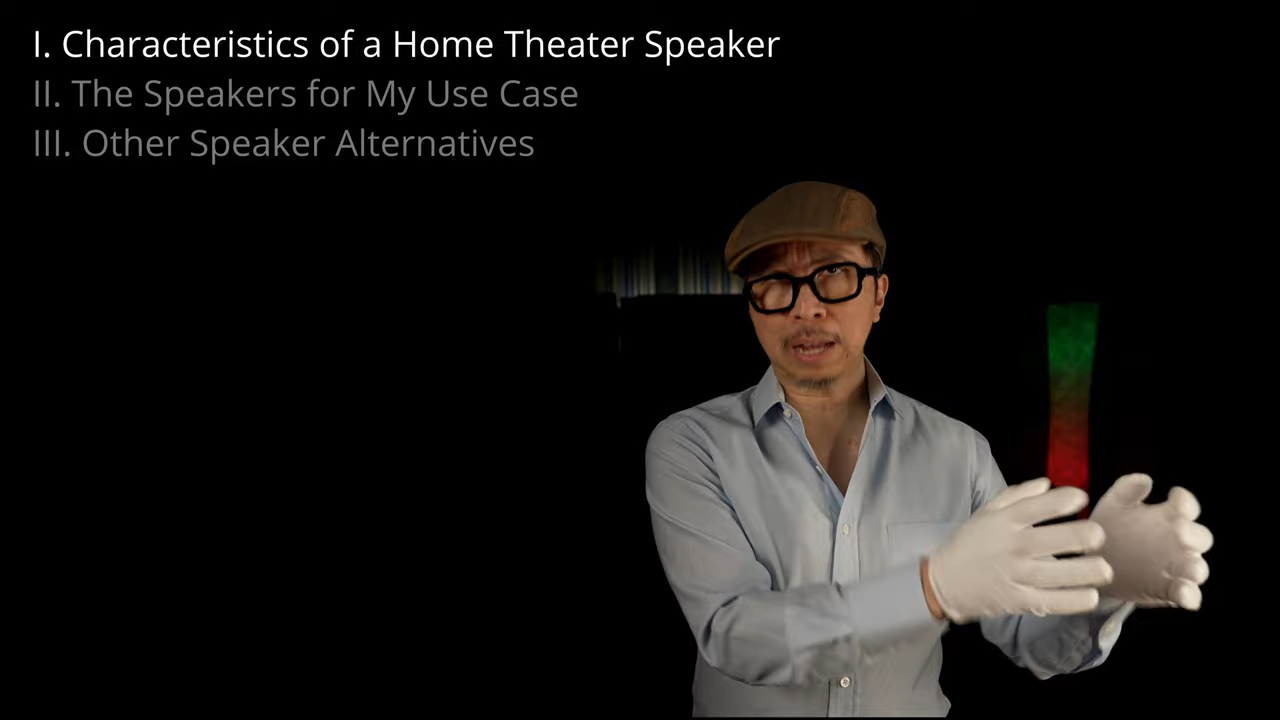 I. Characteristics of a Home Theater Speaker
II. The Speakers for My Use Case
III. Other Speaker Alternatives